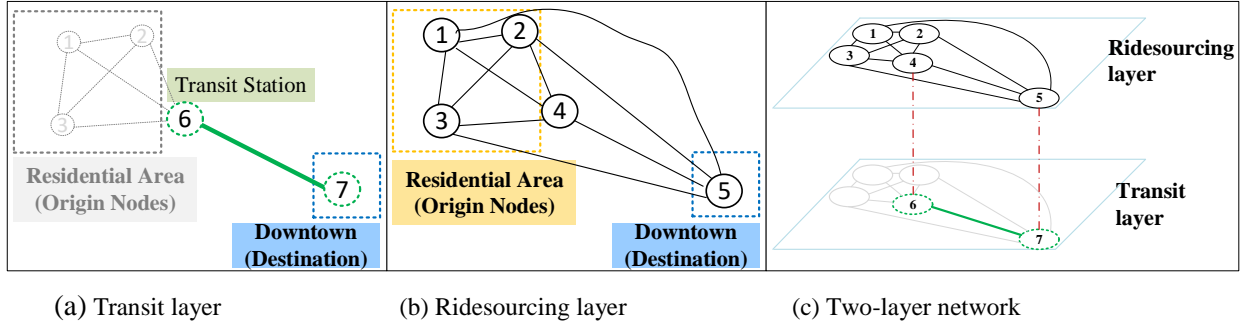 1
2
3
Transit Station
6
7
Residential Area
(Origin Nodes)
Downtown
(Destination)
1
2
3
4
5
Residential Area
(Origin Nodes)
Downtown
(Destination)
1
2
3
4
5
Ridesourcing
layer
6
7
Transit
layer
(a) Transit layer
(b) Ridesourcing layer
(c) Two-layer network